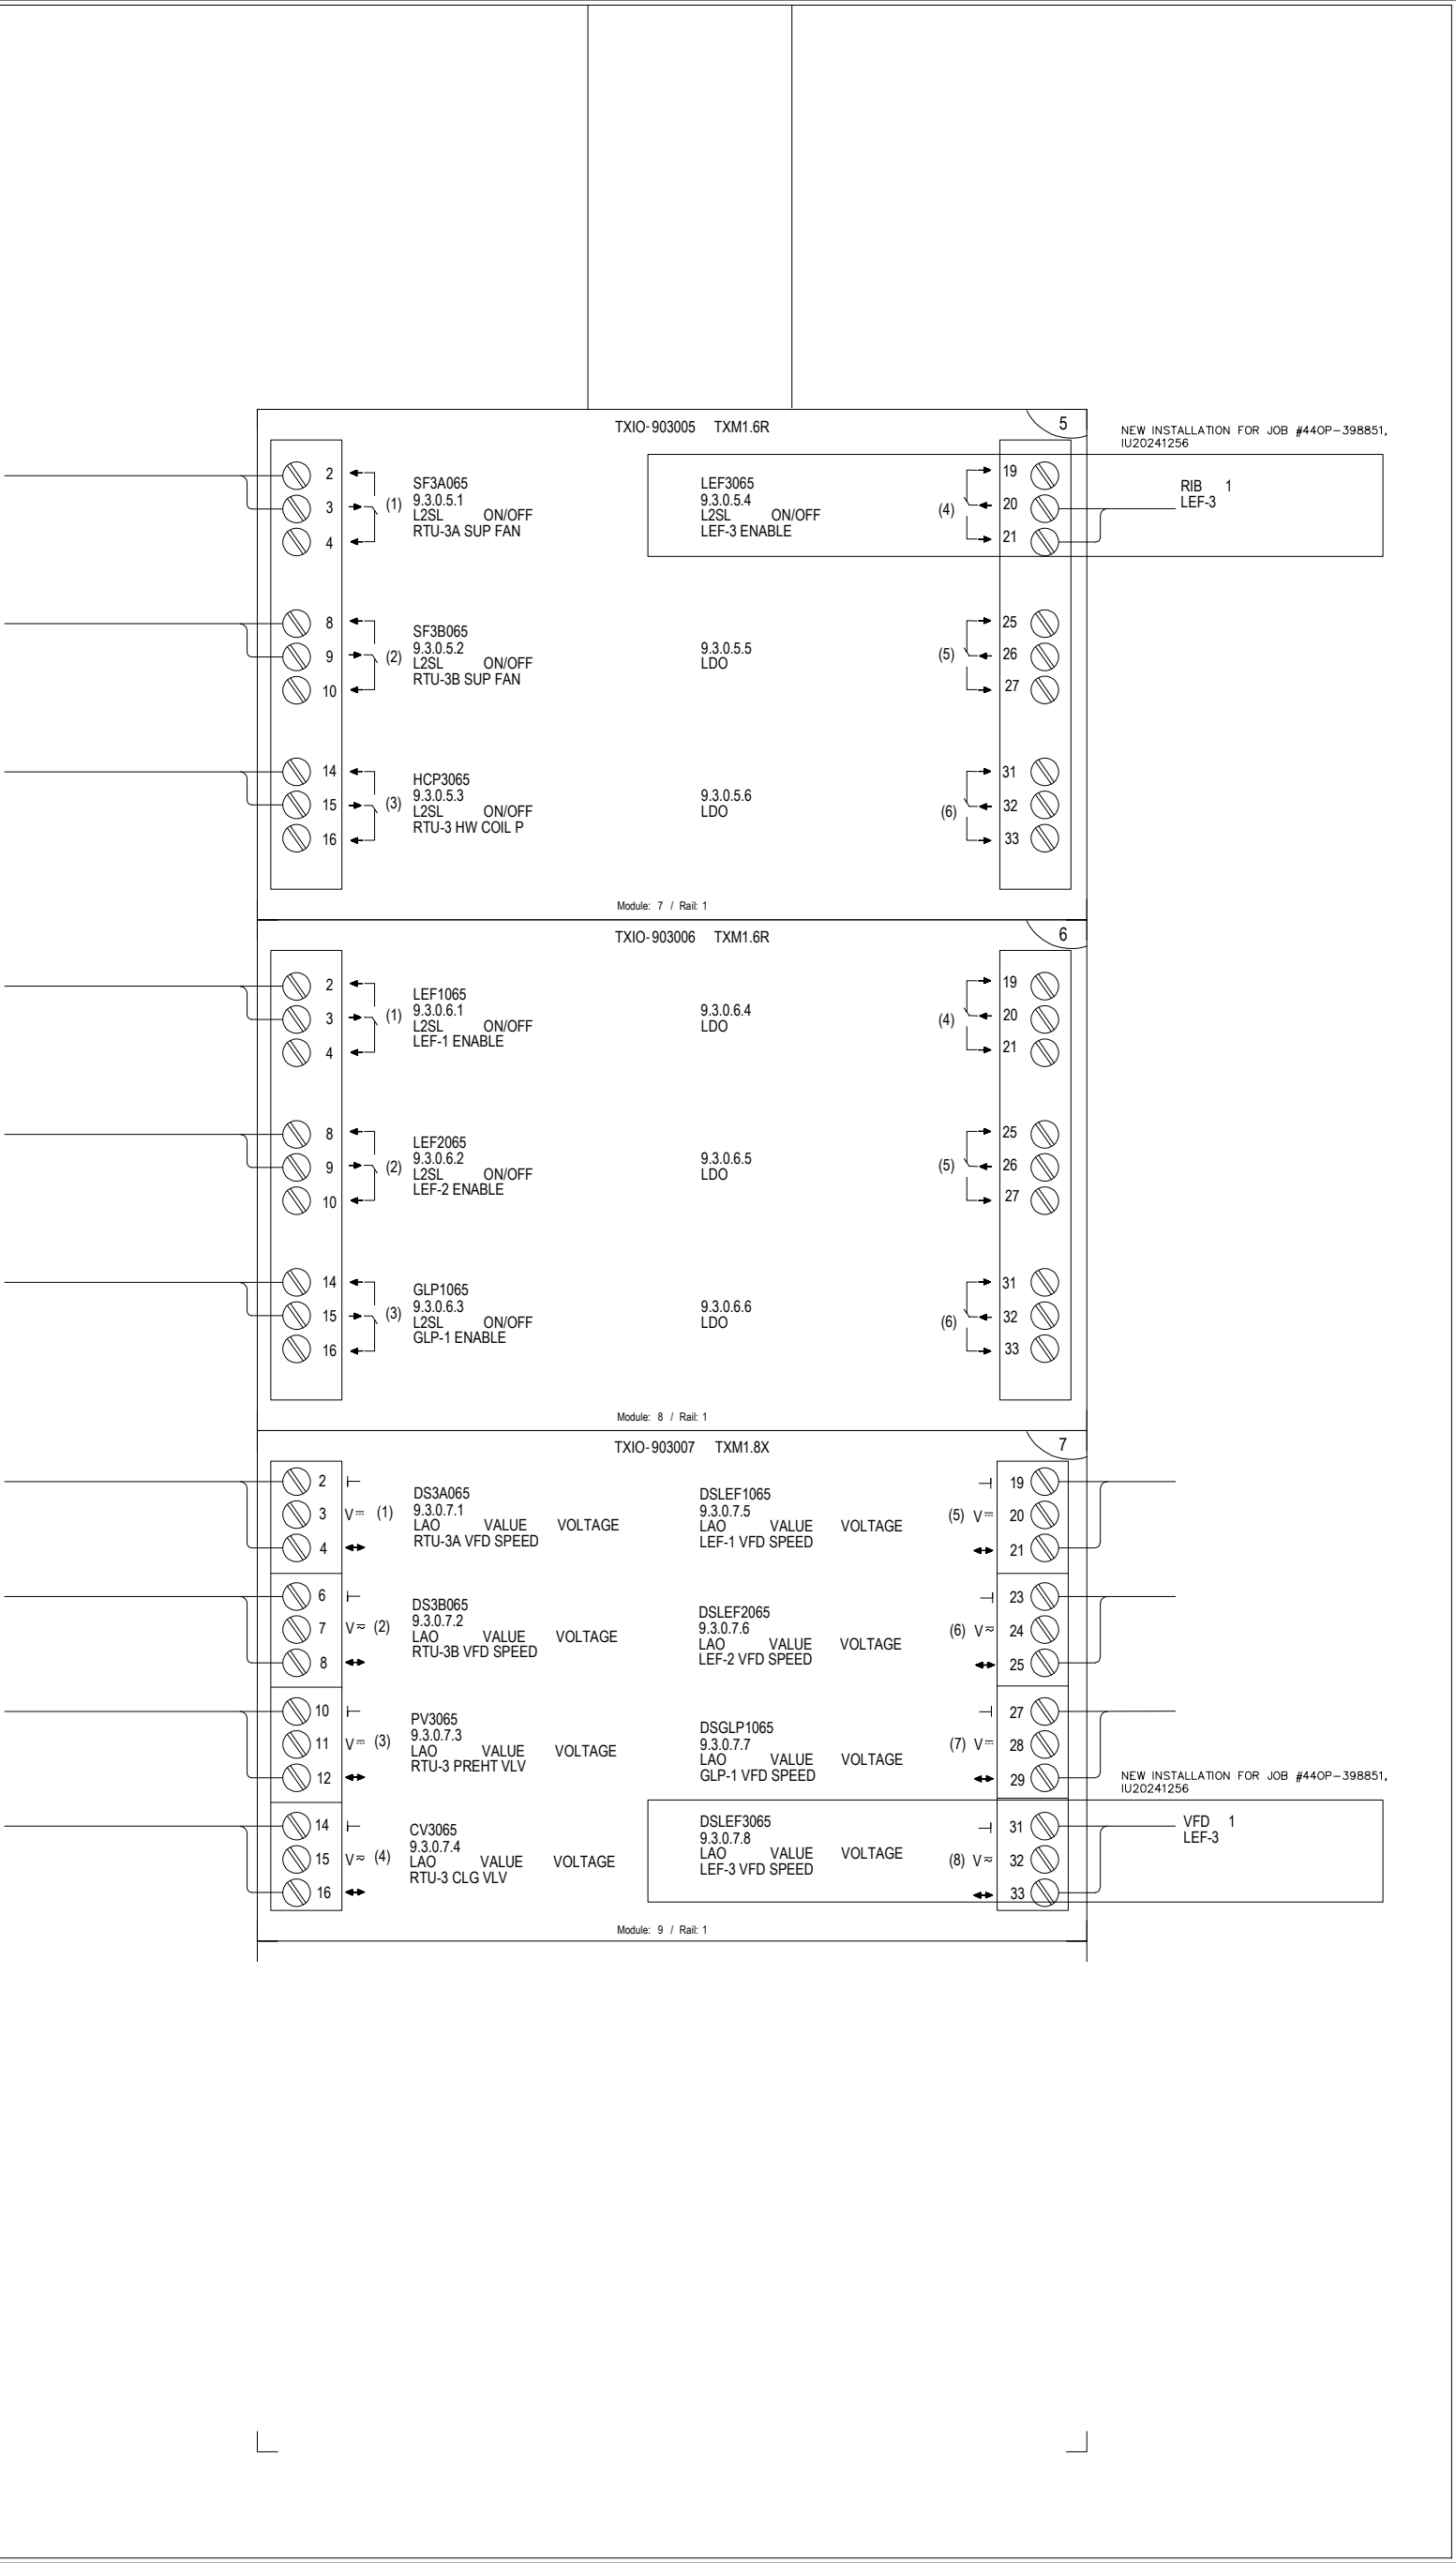 TXIO-903005 TXM1.6R
5
NEW INSTALLATION FOR JOB #44OP-398851,
IU20241256
2
3
4
(1)
SF3A065
9.3.0.5.1
L2SL ON/OFF
RTU-3A SUP FAN
LEF3065
9.3.0.5.4
L2SL ON/OFF
LEF-3 ENABLE
(4)
19
20
21
RIB 1
LEF-3
8
9
10
(2)
SF3B065
9.3.0.5.2
L2SL ON/OFF
RTU-3B SUP FAN
9.3.0.5.5
LDO
(5)
25
26
27
14
15
16
(3)
HCP3065
9.3.0.5.3
L2SL ON/OFF
RTU-3 HW COIL P
9.3.0.5.6
LDO
(6)
31
32
33
Module: 7 / Rail: 1
TXIO-903006 TXM1.6R
6
2
3
4
(1)
LEF1065
9.3.0.6.1
L2SL ON/OFF
LEF-1 ENABLE
9.3.0.6.4
LDO
(4)
19
20
21
8
9
10
(2)
LEF2065
9.3.0.6.2
L2SL ON/OFF
LEF-2 ENABLE
9.3.0.6.5
LDO
(5)
25
26
27
14
15
16
(3)
GLP1065
9.3.0.6.3
L2SL ON/OFF
GLP-1 ENABLE
9.3.0.6.6
LDO
(6)
31
32
33
Module: 8 / Rail: 1
TXIO-903007 TXM1.8X
7
2
3
4
V⎓ (1)
DS3A065
9.3.0.7.1
LAO VALUE VOLTAGE
RTU-3A VFD SPEED
DSLEF1065
9.3.0.7.5
LAO VALUE VOLTAGE
LEF-1 VFD SPEED
(5) V⎓
19
20
21
6
7
8
V≂ (2)
DS3B065
9.3.0.7.2
LAO VALUE VOLTAGE
RTU-3B VFD SPEED
DSLEF2065
9.3.0.7.6
LAO VALUE VOLTAGE
LEF-2 VFD SPEED
(6) V≂
23
24
25
10
11
12
V⎓ (3)
PV3065
9.3.0.7.3
LAO VALUE VOLTAGE
RTU-3 PREHT VLV
DSGLP1065
9.3.0.7.7
LAO VALUE VOLTAGE
GLP-1 VFD SPEED
(7) V⎓
27
28
29
NEW INSTALLATION FOR JOB #44OP-398851,
IU20241256
14
15
16
V≂ (4)
CV3065
9.3.0.7.4
LAO VALUE VOLTAGE
RTU-3 CLG VLV
DSLEF3065
9.3.0.7.8
LAO VALUE VOLTAGE
LEF-3 VFD SPEED
(8) V≂
31
32
33
VFD 1
LEF-3
Module: 9 / Rail: 1